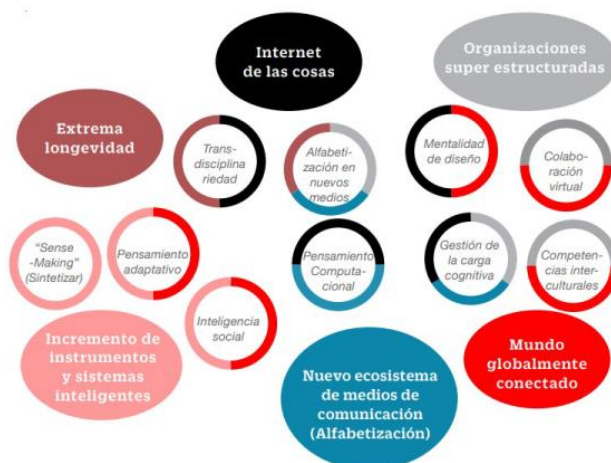 Internet
de las cosas
Organizaciones
super estructuradas
Extrema
longevidad
Trans-
disciplina
riedad
Alfabeti-
zación en
nuevos
medios
Mentalidad
de diseño
Colabo-
ración
virtual
"Sense
-Making"
(Sintetizar)
Pensamiento
adaptativo
Pensamiento
Computa-
cional
Gestión de
la carga
cognitiva
Competen-
cias inter-
culturales
Inteligencia
social
Incremento de
instrumentos
y sistemas
inteligentes
Nuevo ecosistema
de medios de
comunicación
(Alfabetización)
Mundo
globalmente
conectado